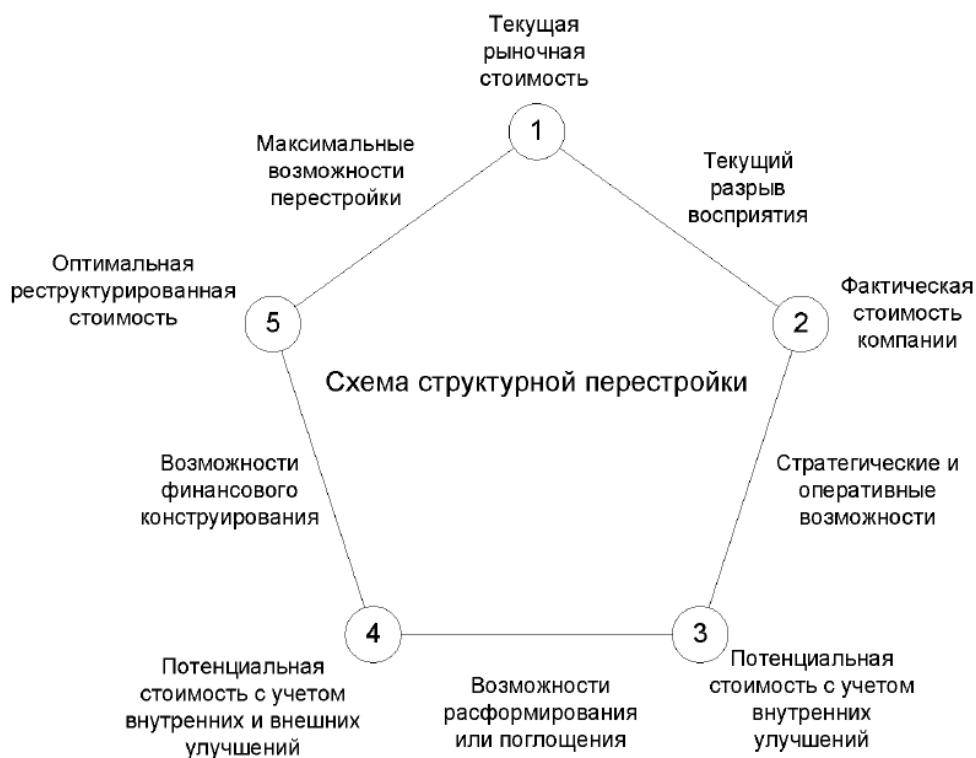 Текущая
рыночная
стоимость
1
Максимальные
возможности
перестройки
Текущий
разрыв
восприятия
Оптимальная
реструктурированная
стоимость
5
2
Фактическая
стоимость
компании
Схема структурной перестройки
Возможности
финансового
конструирования
Стратегические и
оперативные
возможности
4
3
Потенциальная
стоимость с учетом
внутренних и внешних
улучшений
Возможности
расформирования
или поглощения
Потенциальная
стоимость с учетом
внутренних
улучшений